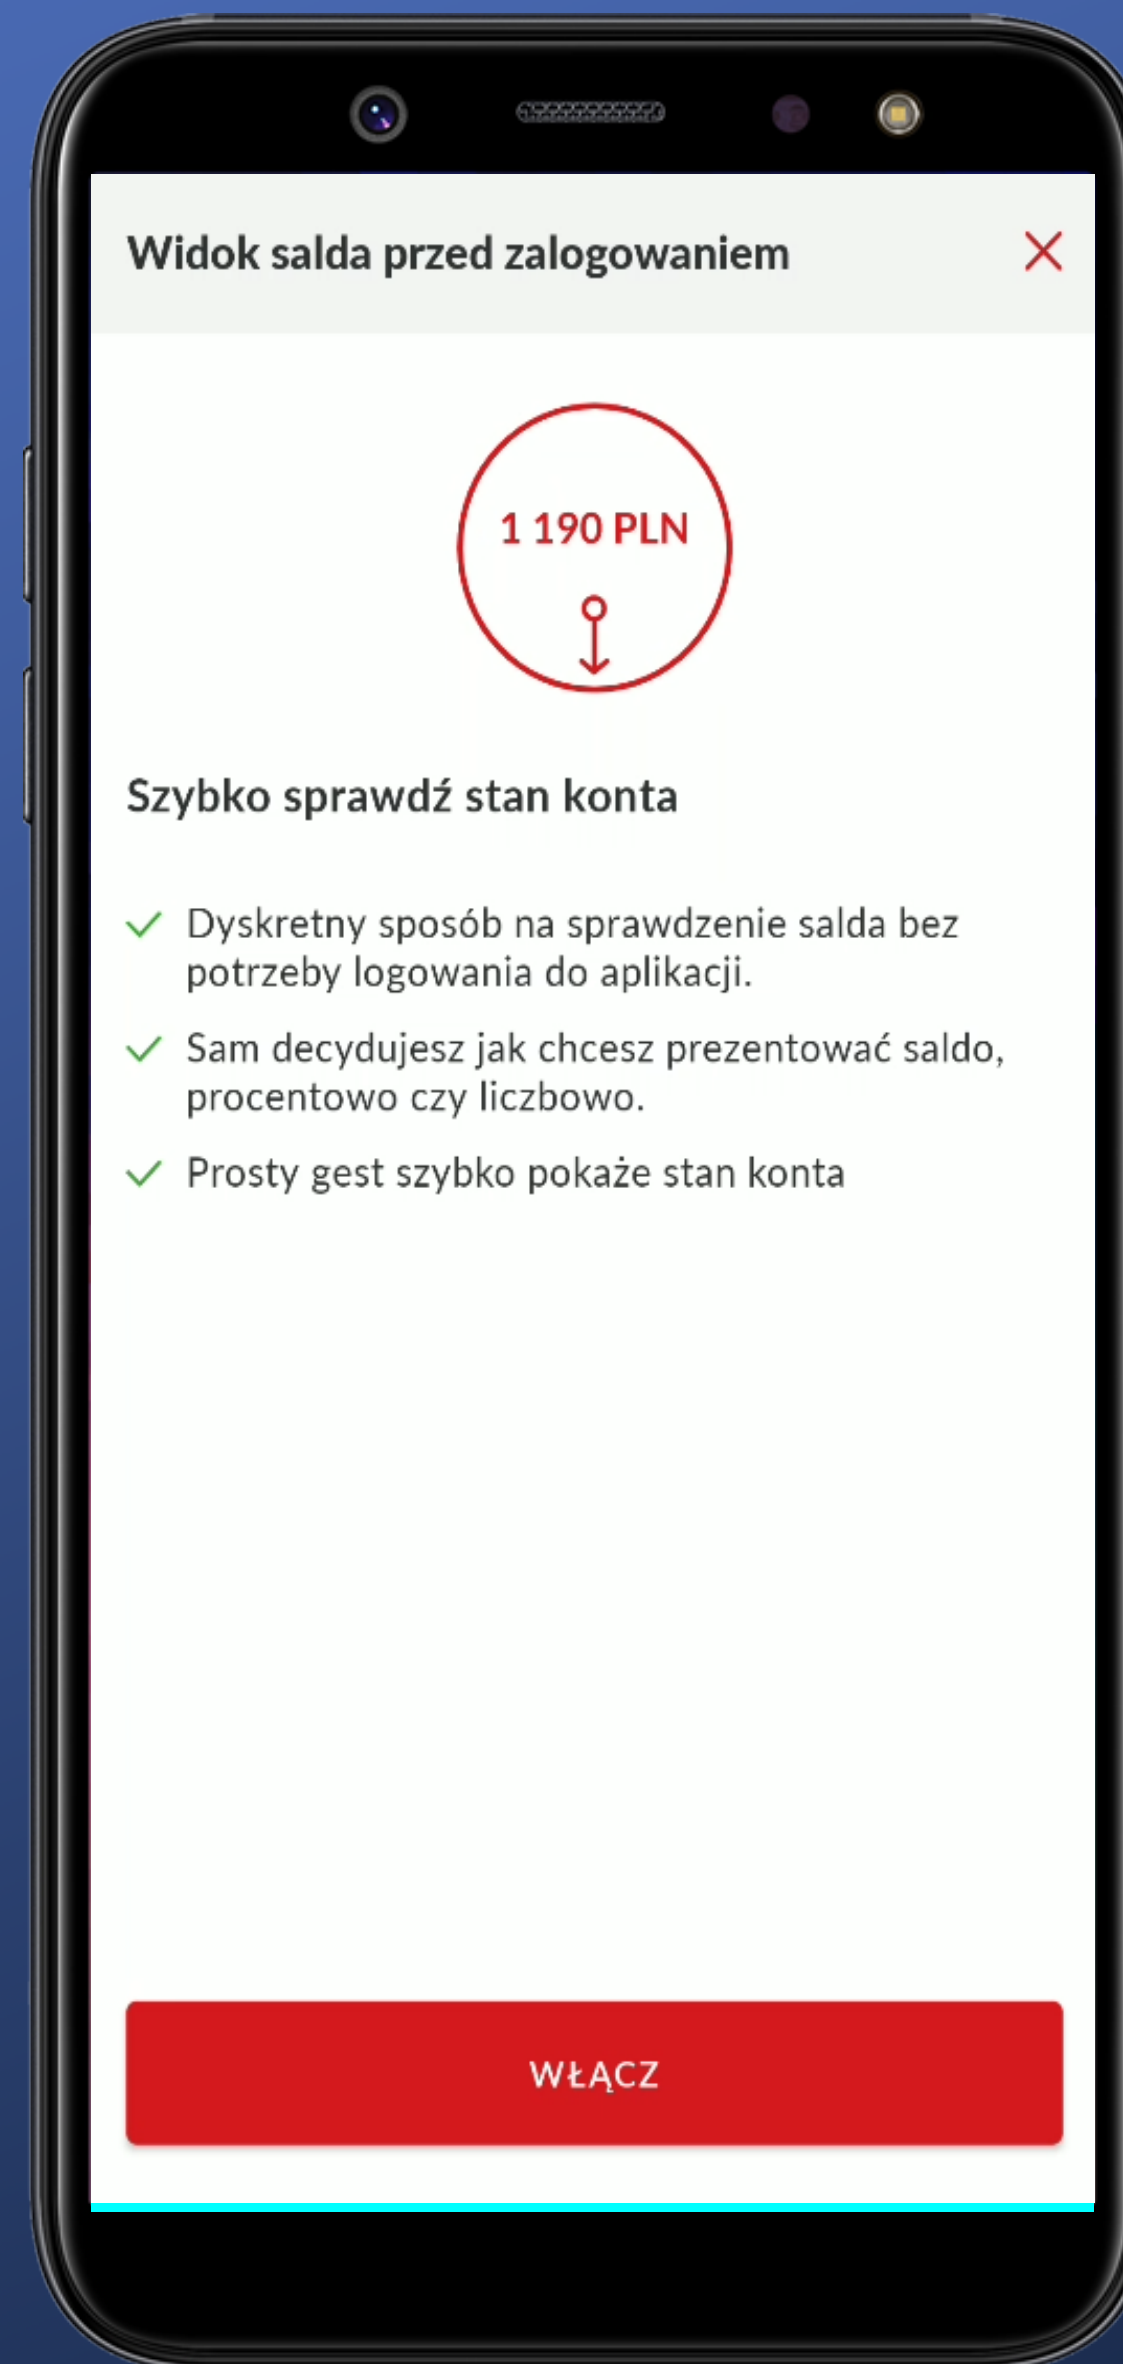 Widok salda przed zalogowaniem
1 190 PLN
Szybko sprawdź stan konta
Dyskretny sposób na sprawdzenie salda bez
potrzeby logowania do aplikacji.
Sam decydujesz jak chcesz prezentować saldo,
procentowo czy liczbowo.
Prosty gest szybko pokaże stan konta
WŁĄCZ